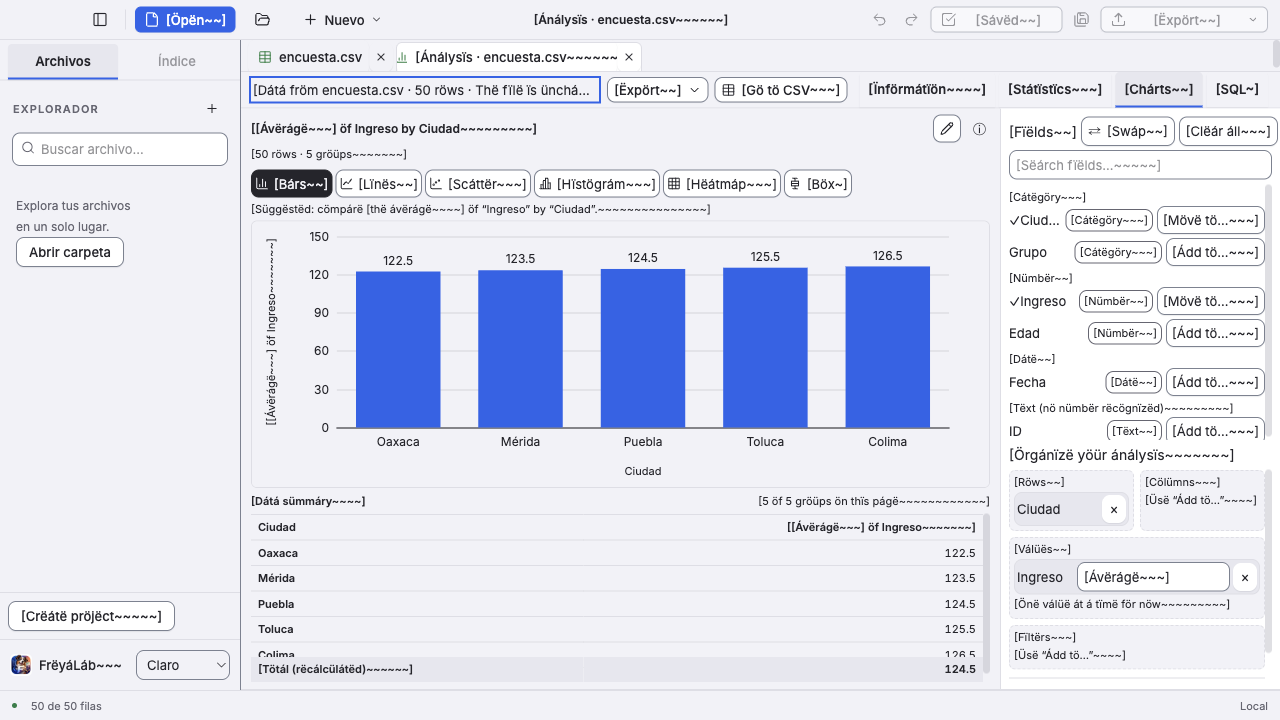 [Öpën~~]
Nuevo
[Ánálysïs · encuesta.csv~~~~~~]
[Sávëd~~~]
[Ëxpört~~]
Archivos
Índice
encuesta.csv
[Ánálysïs · encuesta.csv~~~~~~
EXPLORADOR
[Dátá fröm encuesta.csv · 50 röws · Thë fïlë ïs ünchá...
[Ëxpört~~]
[Gö tö CSV~~~]
[Ïnförmátïön~~~~]
[Státïstïcs~~~]
[Chárts~~]
[SQL~]
Buscar archivo...
Explora tus archivos
en un solo lugar.
Abrir carpeta
[[Ávërágë~~~] öf Ingreso by Ciudad~~~~~~~~~]
[50 röws · 5 gröüps~~~~~~~]
[Bárs~~]
[Lïnës~~]
[Scáttër~~~]
[Hïstögrám~~~]
[Hëátmáp~~~]
[Böx~]
[Süggëstëd: cömpárë [thë ávërágë~~~~] öf “Ingreso” by “Ciudad”.~~~~~~~~~~~~~~~]
[[Ávërágë~~~] öf Ingreso~~~~~~~]
150
120
90
60
30
0
122.5
123.5
124.5
125.5
126.5
Oaxaca
Mérida
Puebla
Toluca
Colima
Ciudad
[Dátá sümmárÿ~~~~]
[5 öf 5 gröüps ön thïs págë~~~~~~~~~~~~]
Ciudad
[[Ávërágë~~~] öf Ingreso~~~~~~~]
Oaxaca
122.5
Mérida
123.5
Puebla
124.5
Toluca
125.5
Colima
126.5
[Tötál (rëcálcülátëd)~~~~~~]
124.5
[Fïëlds~~]
[Swáp~~]
[Clëár áll~~~]
[Sëárch fïëlds...~~~~~]
[Cátëgöry~~~]
Ciud...
[Cátëgöry~~~]
[Mövë tö...~~~]
Grupo
[Cátëgöry~~~]
[Ádd tö...~~~]
[Nümbër~~]
Ingreso
[Nümbër~~]
[Mövë tö...~~~]
Edad
[Nümbër~~]
[Ádd tö...~~~]
[Dátë~~]
Fecha
[Dátë~~]
[Ádd tö...~~~]
[Tëxt (nö nümbër rëcögnïzëd)~~~~~~~~~]
ID
[Tëxt~~]
[Ádd tö...~~~]
[Örgánïzë yöür ánálysïs~~~~~~~]
[Röws~~]
Ciudad
×
[Cölümns~~~]
[Üsë “Ádd tö...”~~~~]
[Válüës~~]
Ingreso
[Ávërágë~~~]
×
[Önë válüë át á tïmë för nöw~~~~~~~~~]
[Fïltërs~~~]
[Üsë “Ádd tö...”~~~~]
[Crëátë pröjëct~~~~~]
FrëyáLáb~~~
Claro
50 de 50 filas
Local